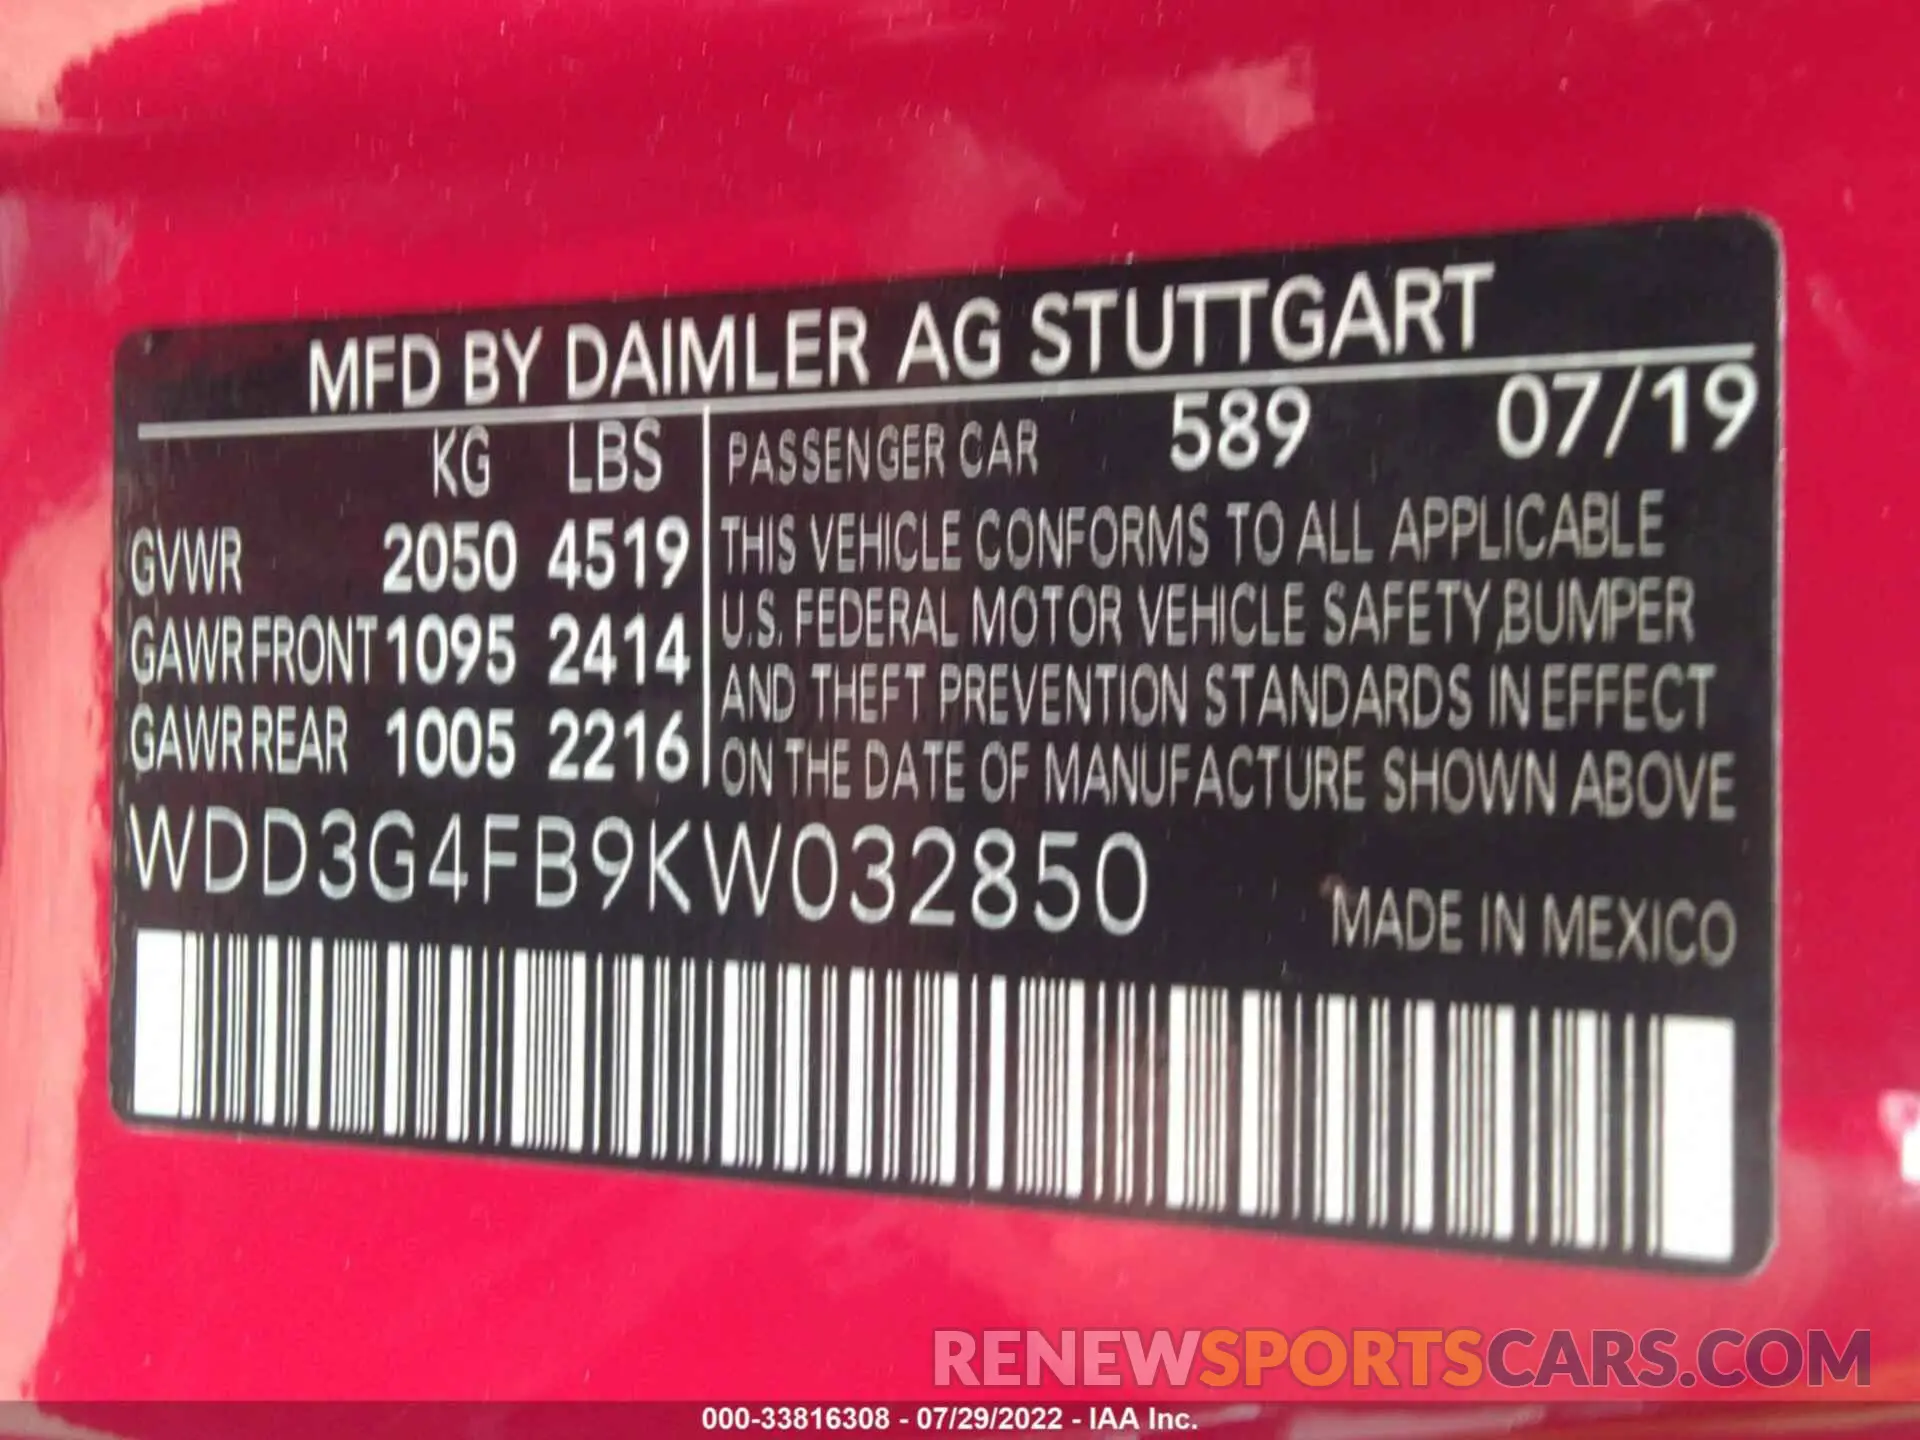 MFD BY DAIMLER AG STUTTGART
KG LBS
GVWR 2050 4519
GAWR FRONT 1095 2414
GAWR REAR 1005 2216
PASSENGER CAR 589 07/19
THIS VEHICLE CONFORMS TO ALL APPLICABLE
U.S. FEDERAL MOTOR VEHICLE SAFETY,BUMPER
AND THEFT PREVENTION STANDARDS IN EFFECT
ON THE DATE OF MANUFACTURE SHOWN ABOVE
WDD3G4FB9KW032850
MADE IN MEXICO
RENEWSPORTSCARS.COM
000-33816308 - 07/29/2022 - IAA Inc.